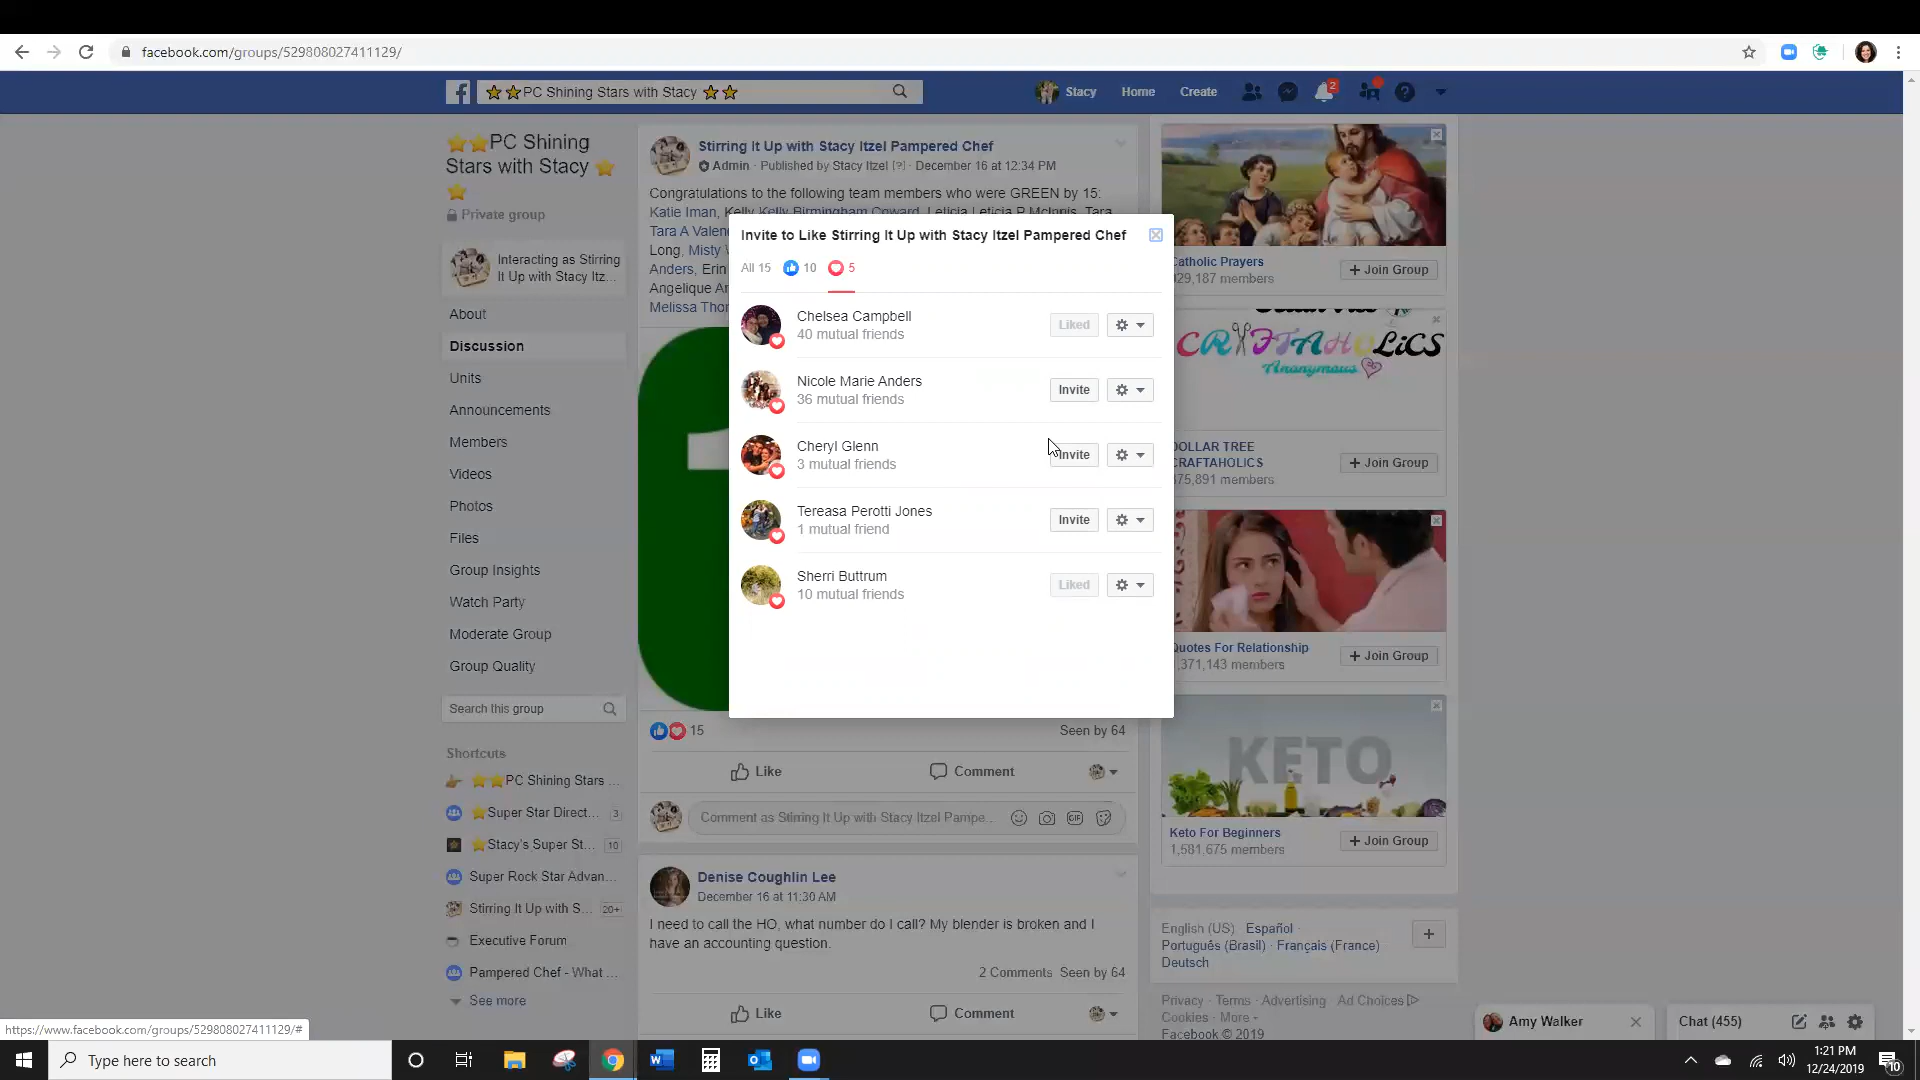 facebook.com/groups/529808027411129/
PC Shining Stars with Stacy
Stacy
Home
Create
2
PC Shining
Stars with Stacy
Private group
Interacting as Stirring
It Up with Stacy Itz...
About
Discussion
Units
Announcements
Members
Videos
Photos
Files
Group Insights
Watch Party
Moderate Group
Group Quality
Search this group
Shortcuts
PC Shining Stars ...
Super Star Direct... 3
Stacy's Super St... 10
Super Rock Star Advan...
Stirring It Up with S... 20+
Executive Forum
Pampered Chef - What ...
See more
Stirring It Up with Stacy Itzel Pampered Chef
Admin · Published by Stacy Itzel [?] · December 16 at 12:34 PM
Congratulations to the following team members who were GREEN by 15:
Katie Iman, Kelly Kelly Birmingham Coward, Leticia Leticia P McInnis, Tara
Tara A Valen
Long, Misty
Anders, Erin
Angelique Ar
Melissa Thor
Invite to Like Stirring It Up with Stacy Itzel Pampered Chef
All 15 10 5
Chelsea Campbell
40 mutual friends
Liked
Nicole Marie Anders
36 mutual friends
Invite
Cheryl Glenn
3 mutual friends
Invite
Tereasa Perotti Jones
1 mutual friend
Invite
Sherri Buttrum
10 mutual friends
Liked
15
Seen by 64
Like
Comment
Comment as Stirring It Up with Stacy Itzel Pampe...
GIF
Denise Coughlin Lee
December 16 at 11:30 AM
I need to call the HO, what number do I call? My blender is broken and I
have an accounting question.
2 Comments Seen by 64
Like
Comment
Catholic Prayers
29,187 members
+ Join Group
CRAFTAHOLiCS
Anonymous
DOLLAR TREE
CRAFTAHOLICS
75,891 members
+ Join Group
Quotes For Relationship
,371,143 members
+ Join Group
KETO
Keto For Beginners
1,581,675 members
+ Join Group
English (US) · Español ·
Português (Brasil) · Français (France) ·
Deutsch
+
Privacy · Terms · Advertising · Ad Choices
Cookies · More
Facebook © 2019
Amy Walker
Chat (455)
https://www.facebook.com/groups/529808027411129/#
Type here to search
1:21 PM
12/24/2019
10